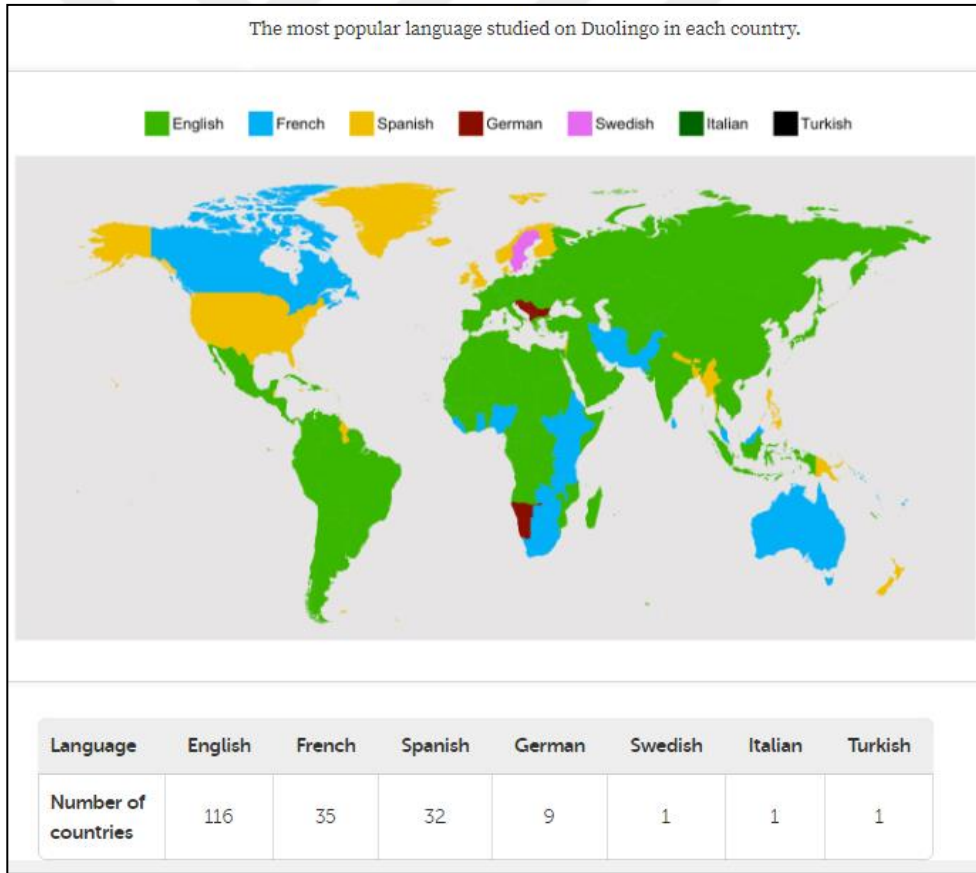 The most popular language studied on Duolingo in each country.
English French Spanish German Swedish Italian Turkish
Language English French Spanish German Swedish Italian Turkish
Number of countries 116 35 32 9 1 1 1